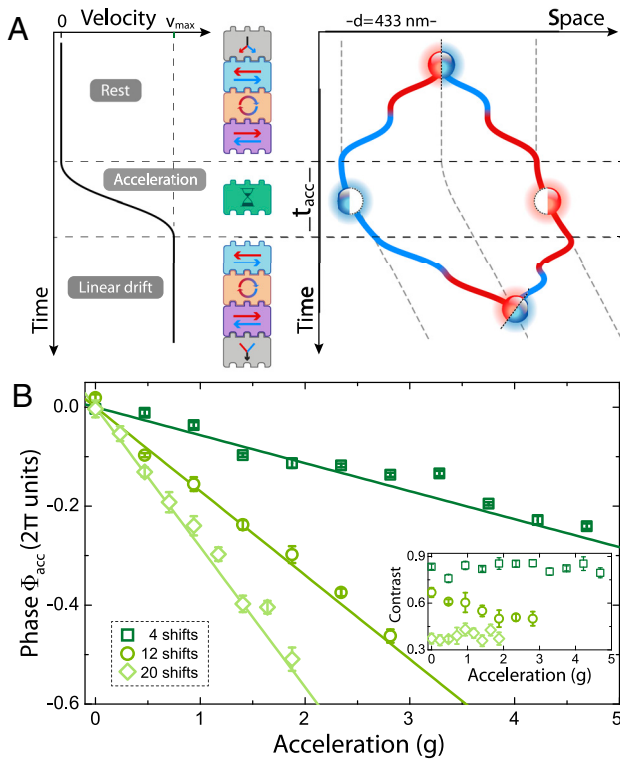 A
0
Velocity
v_max
-d=433 nm-
Space
Rest
Acceleration
-t_acc-
Linear drift
Time
Time
B
Phase Φ_acc (2π units)
0.0
-0.2
-0.4
-0.6
0
1
2
3
4
5
Acceleration (g)
4 shifts
12 shifts
20 shifts
Contrast
0.9
0.6
0.3
0
1
2
3
4
5
Acceleration (g)